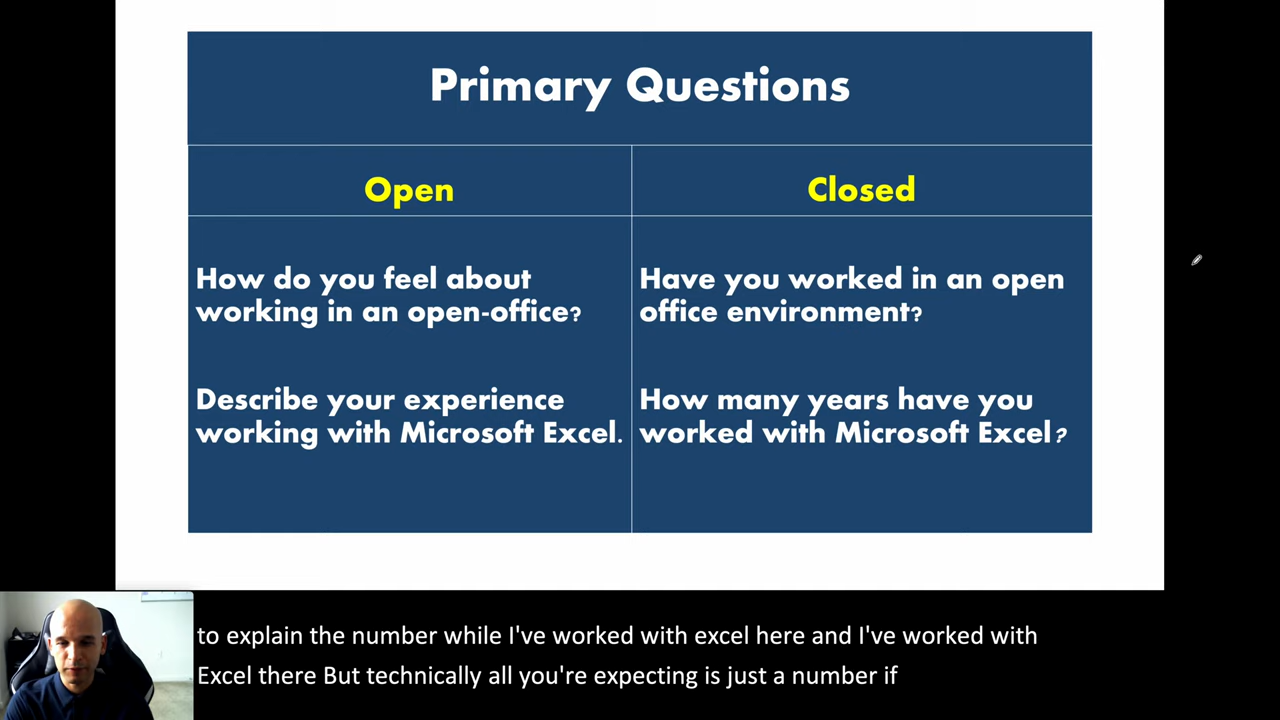 Primary Questions
Open
Closed
How do you feel about
working in an open-office?
Have you worked in an open
office environment?
Describe your experience
working with Microsoft Excel.
How many years have you
worked with Microsoft Excel?
to explain the number while I've worked with excel here and I've worked with
Excel there But technically all you're expecting is just a number if